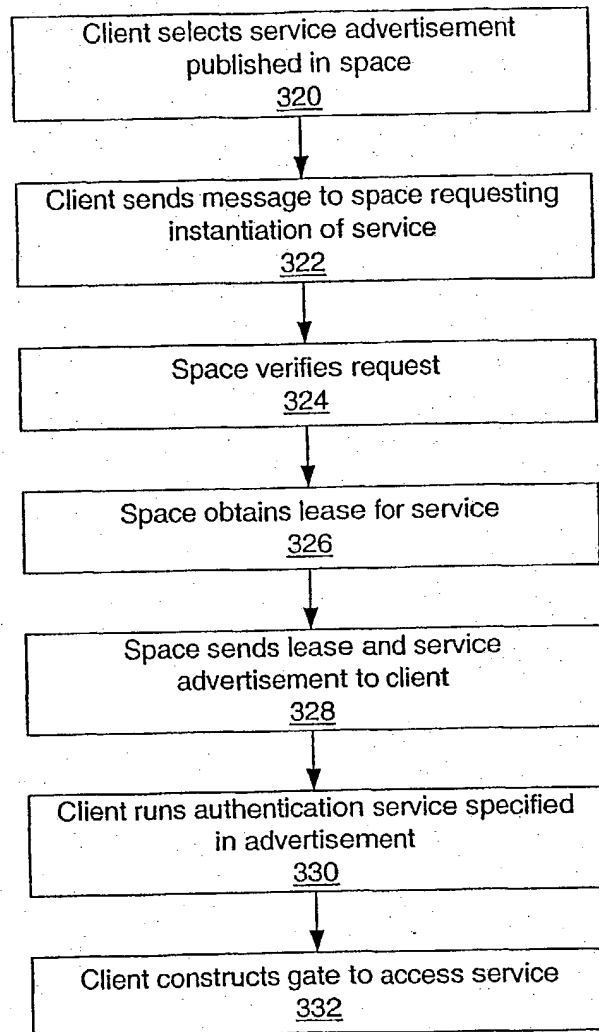 Client selects service advertisement
published in space
320
Client sends message to space requesting
instantiation of service
322
Space verifies request
324
Space obtains lease for service
326
Space sends lease and service
advertisement to client
328
Client runs authentication service specified
in advertisement
330
Client constructs gate to access service
332